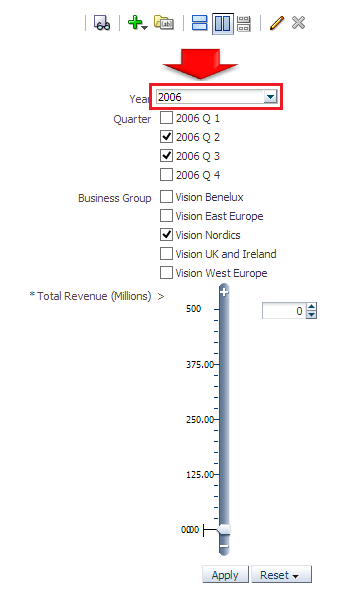 Year 2006
Quarter 2006 Q 1
2006 Q 2
2006 Q 3
2006 Q 4
Business Group Vision Benelux
Vision East Europe
Vision Nordics
Vision UK and Ireland
Vision West Europe
* Total Revenue (Millions) >
500 0
375.00
250.00
125.00
0000
Apply Reset